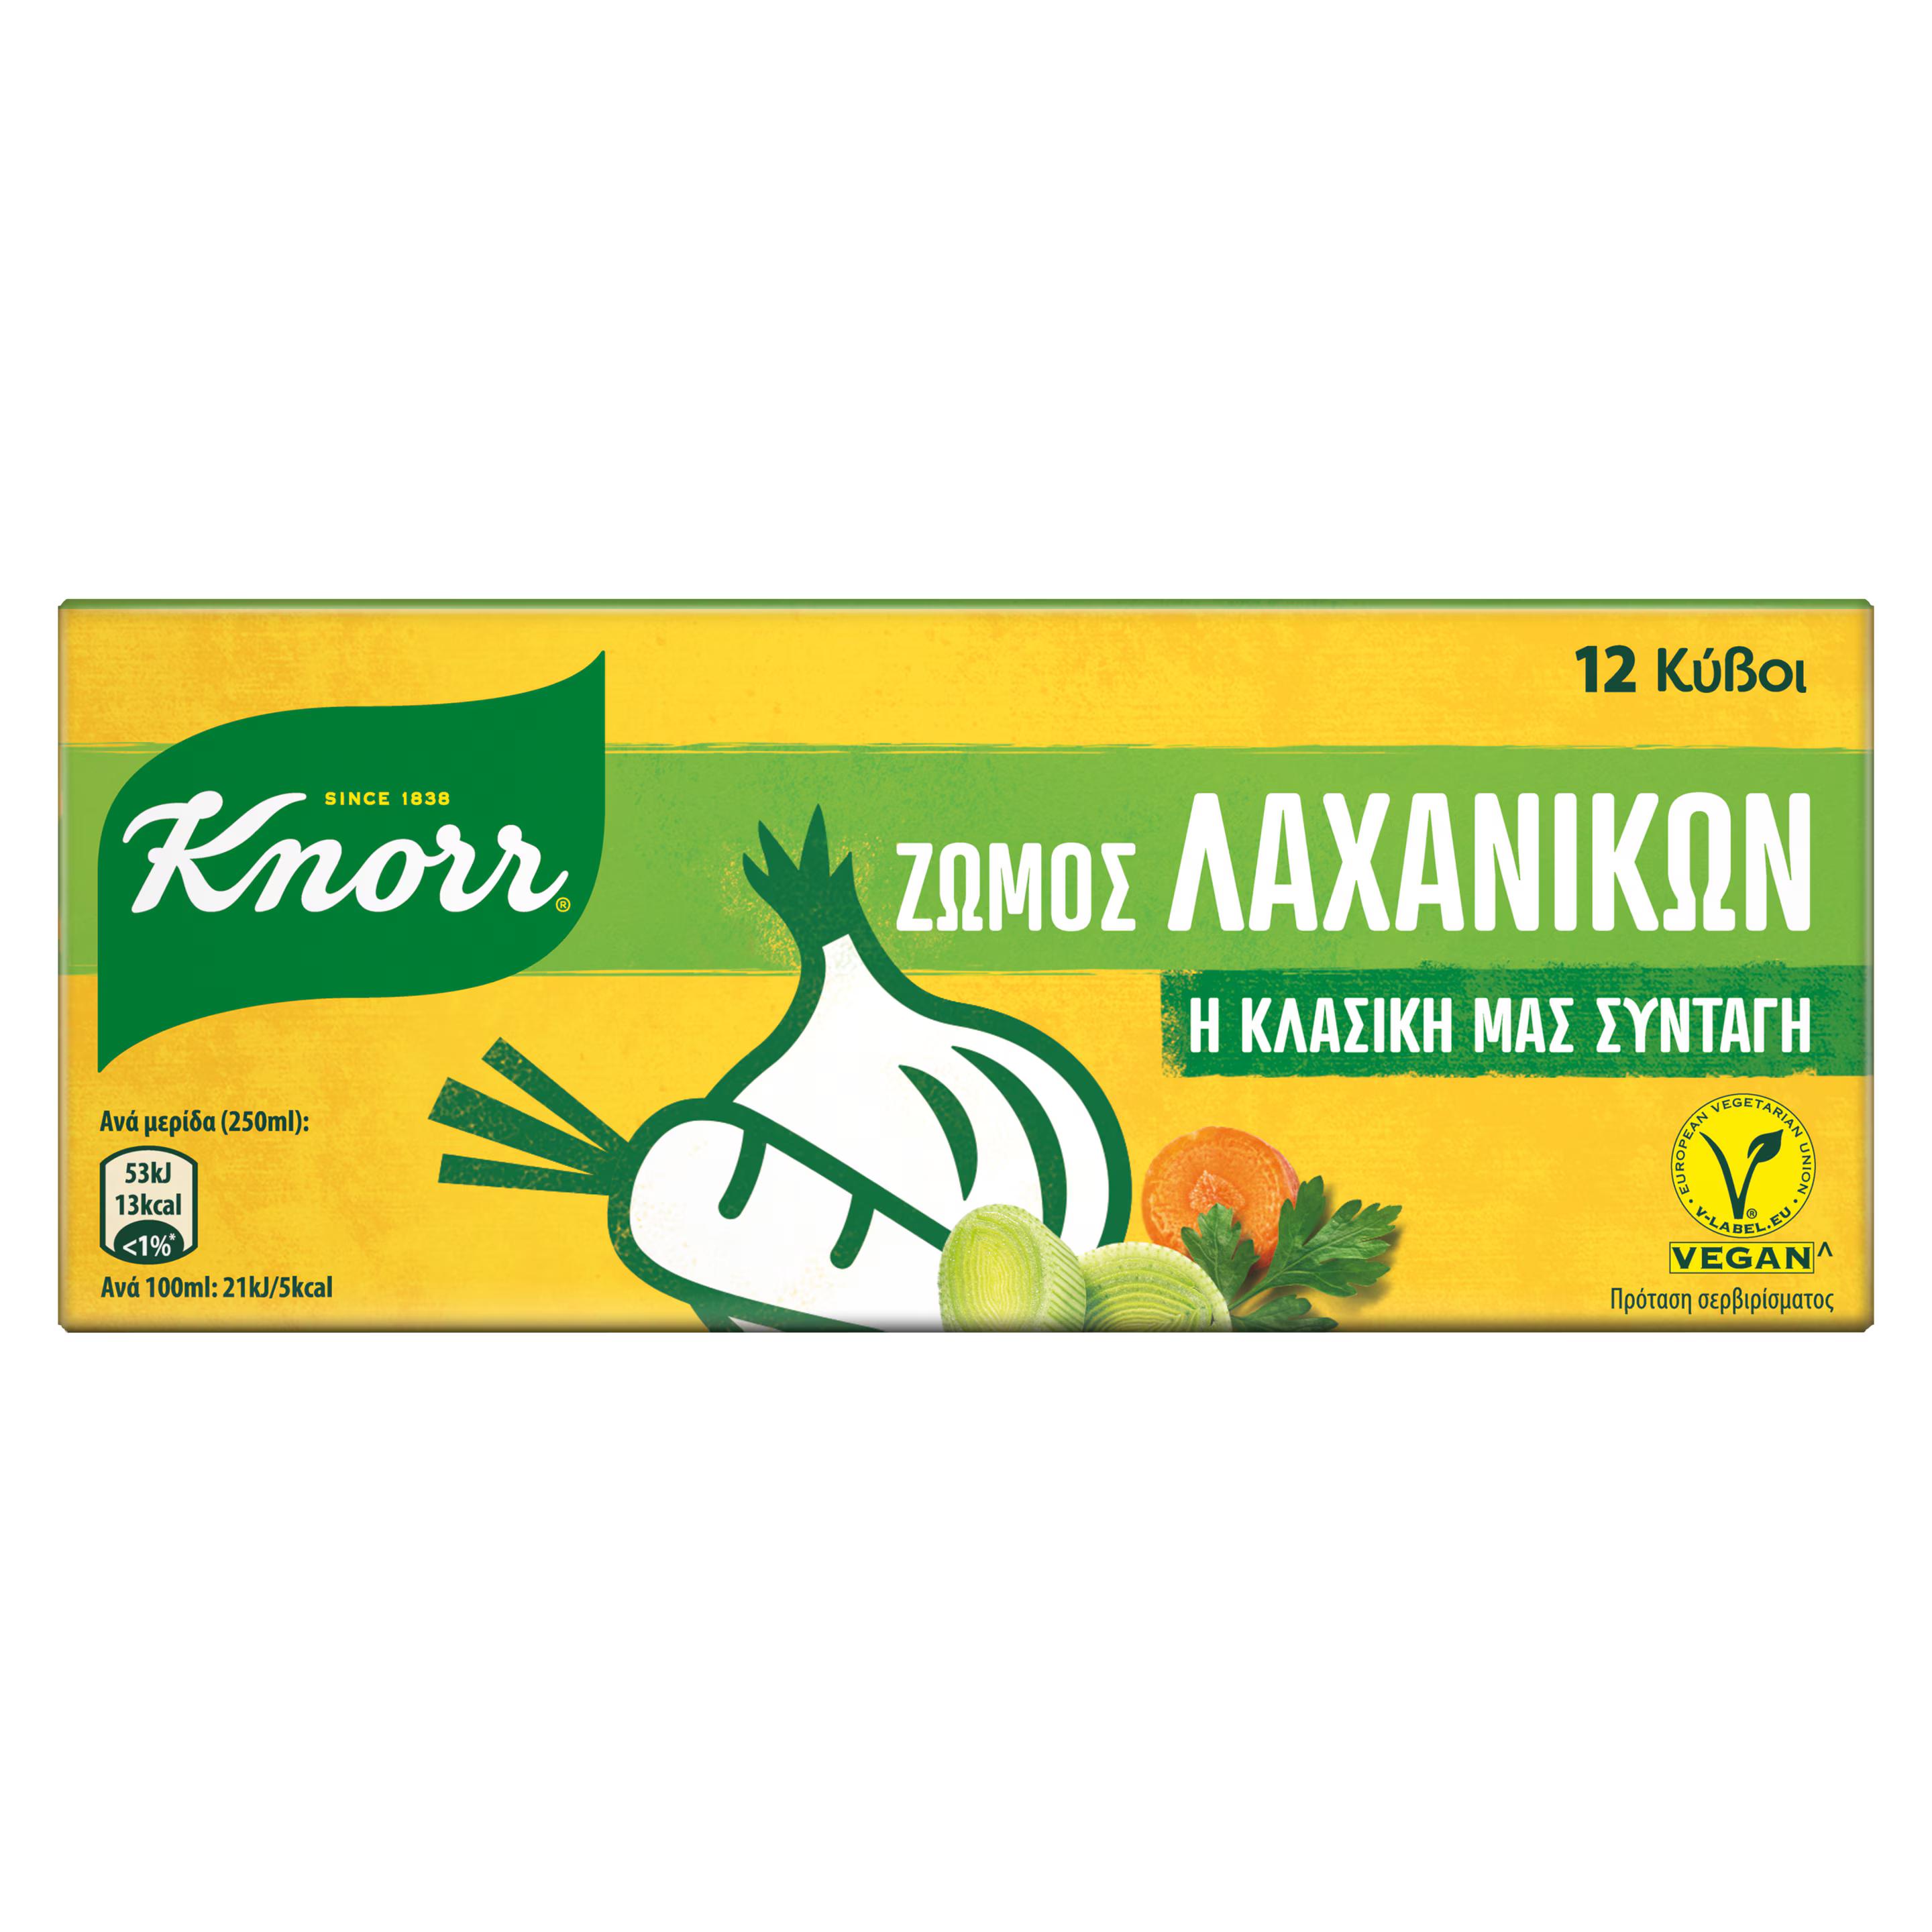 12 Κύβοι
SINCE 1838
Knorr®
ΖΩΜΟΣ ΛΑΧΑΝΙΚΩΝ
Η ΚΛΑΣΙΚΗ ΜΑΣ ΣΥΝΤΑΓΗ
Ανά μερίδα (250ml):
53kJ
13kcal
<1%*
Ανά 100ml: 21kJ/5kcal
EUROPEAN VEGETARIAN UNION
V-LABEL.EU
®
VEGAN^
Πρόταση σερβιρίσματος